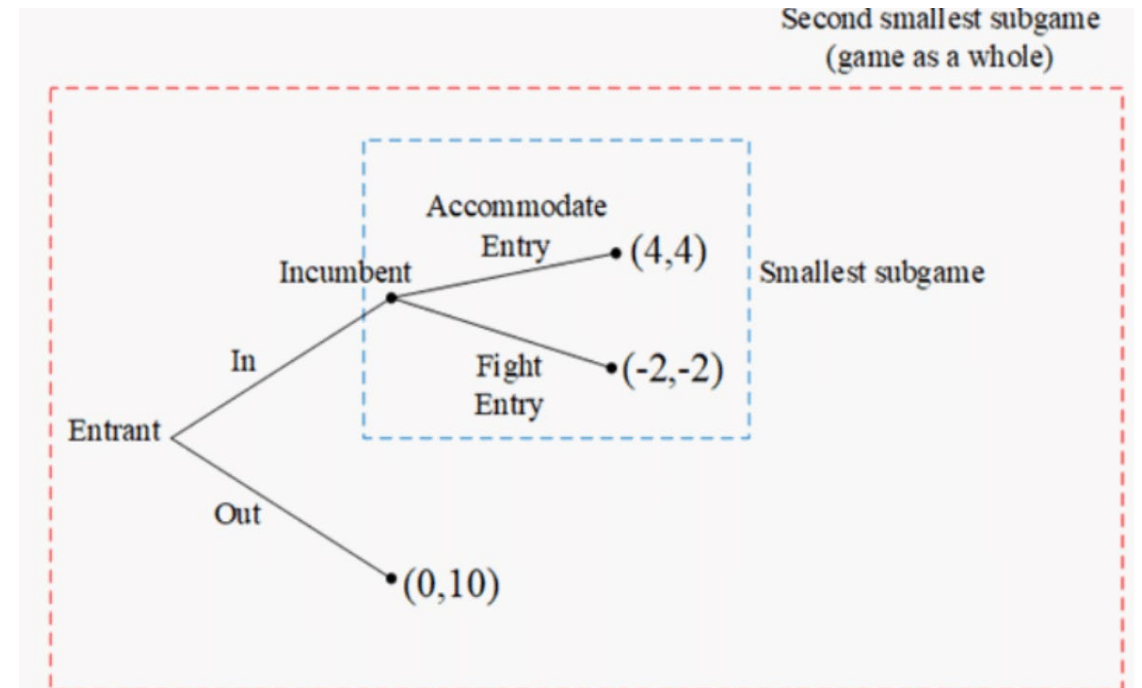 Second smallest subgame
(game as a whole)
Accommodate
Entry
(4,4)
Incumbent
Smallest subgame
In
Fight
Entry
(-2,-2)
Entrant
Out
(0,10)